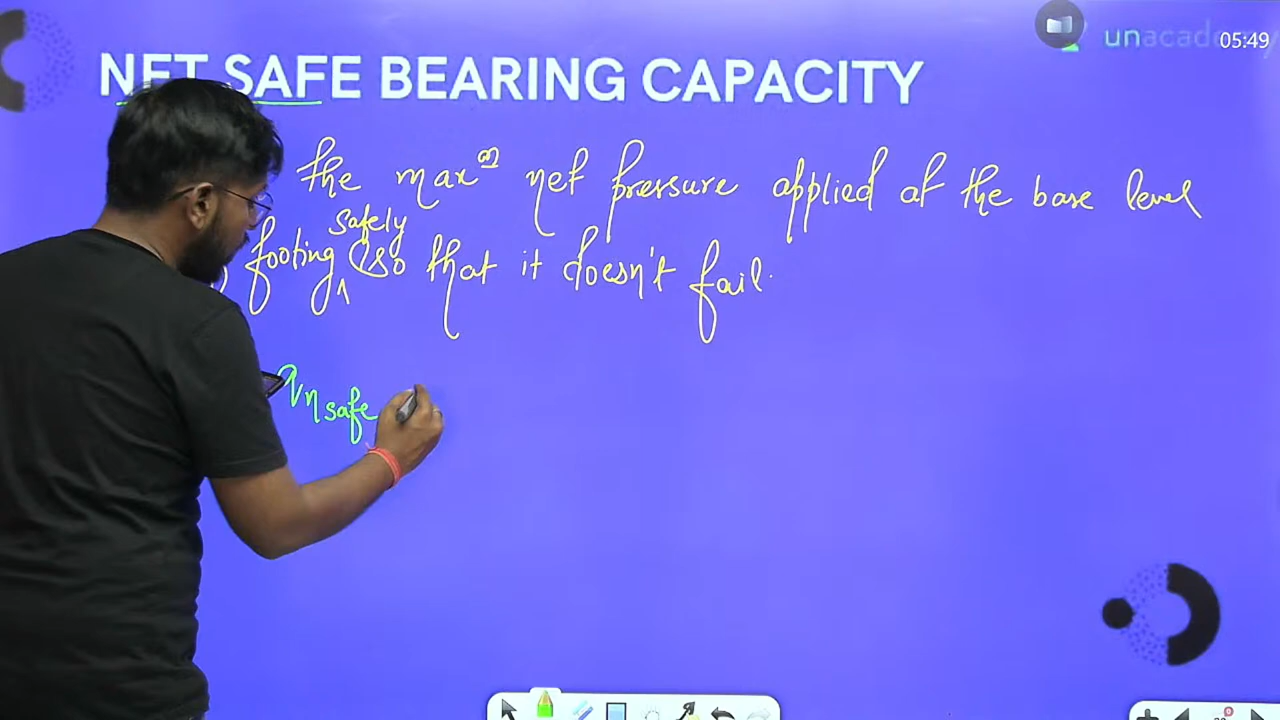 unacademy
05:49
NET SAFE BEARING CAPACITY
The max^m net pressure applied at the base level
footing safely so that it doesn't fail.
qn safe